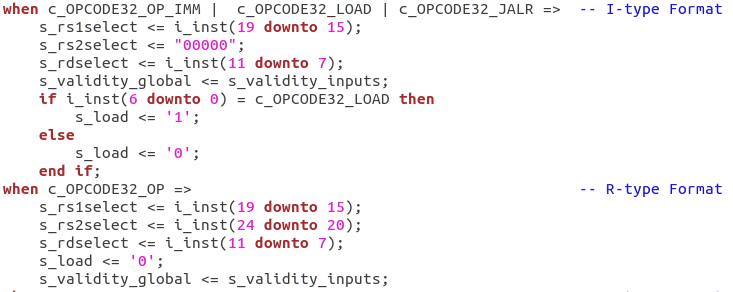 when c_OPCODE32_OP_IMM |  c_OPCODE32_LOAD | c_OPCODE32_JALR =>  -- I-type Format
    s_rs1select <= i_inst(19 downto 15);
    s_rs2select <= "00000";
    s_rdselect <= i_inst(11 downto 7);
    s_validity_global <= s_validity_inputs;
    if i_inst(6 downto 0) = c_OPCODE32_LOAD then
        s_load <= '1';
    else
        s_load <= '0';
    end if;
when c_OPCODE32_OP =>                                           -- R-type Format
    s_rs1select <= i_inst(19 downto 15);
    s_rs2select <= i_inst(24 downto 20);
    s_rdselect <= i_inst(11 downto 7);
    s_load <= '0';
    s_validity_global <= s_validity_inputs;